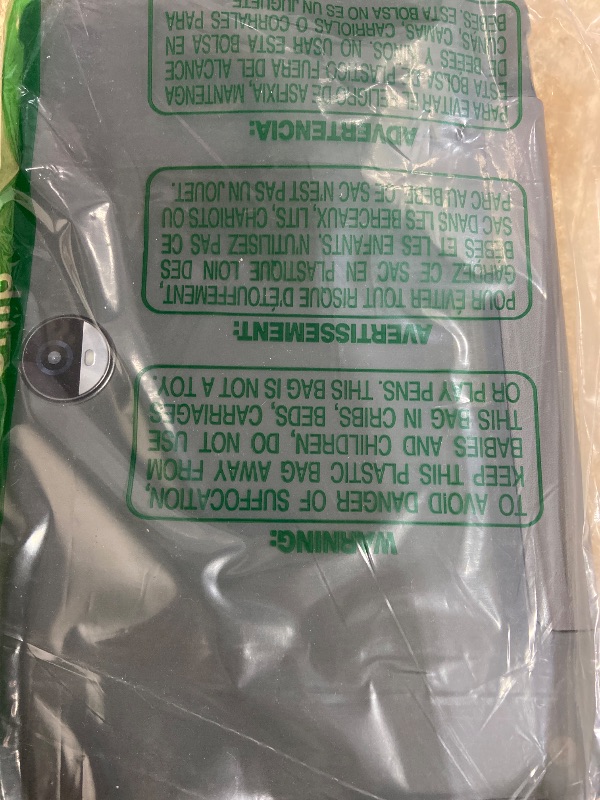 WARNING:
TO AVOID DANGER OF SUFFOCATION,
KEEP THIS PLASTIC BAG AWAY FROM
BABIES AND CHILDREN, DO NOT USE
THIS BAG IN CRIBS, BEDS, CARRIAGES
OR PLAY PENS. THIS BAG IS NOT A TOY.
AVERTISSEMENT:
POUR ÉVITER TOUT RISQUE D'ÉTOUFFEMENT,
GARDEZ CE SAC EN PLASTIQUE LOIN DES
BEBES ET LES ENFANTS, N'UTILISEZ PAS CE
SAC DANS LES BERCEAUX, LITS, CHARIOTS OU
PARC AU BEBE. CE SAC N'EST PAS UN JOUET.
ADVERTENCIA:
PARA EVITAR EL PELIGRO DE ASFIXIA, MANTENGA
ESTA BOLSA DE PLASTICO FUERA DEL ALCANCE
DE BEBES Y NIÑOS. NO USAR ESTA BOLSA EN
CUNAS, CAMAS, CARRIOLAS O CORRALES PARA
BEBES. ESTA BOLSA NO ES UN JUGUETE